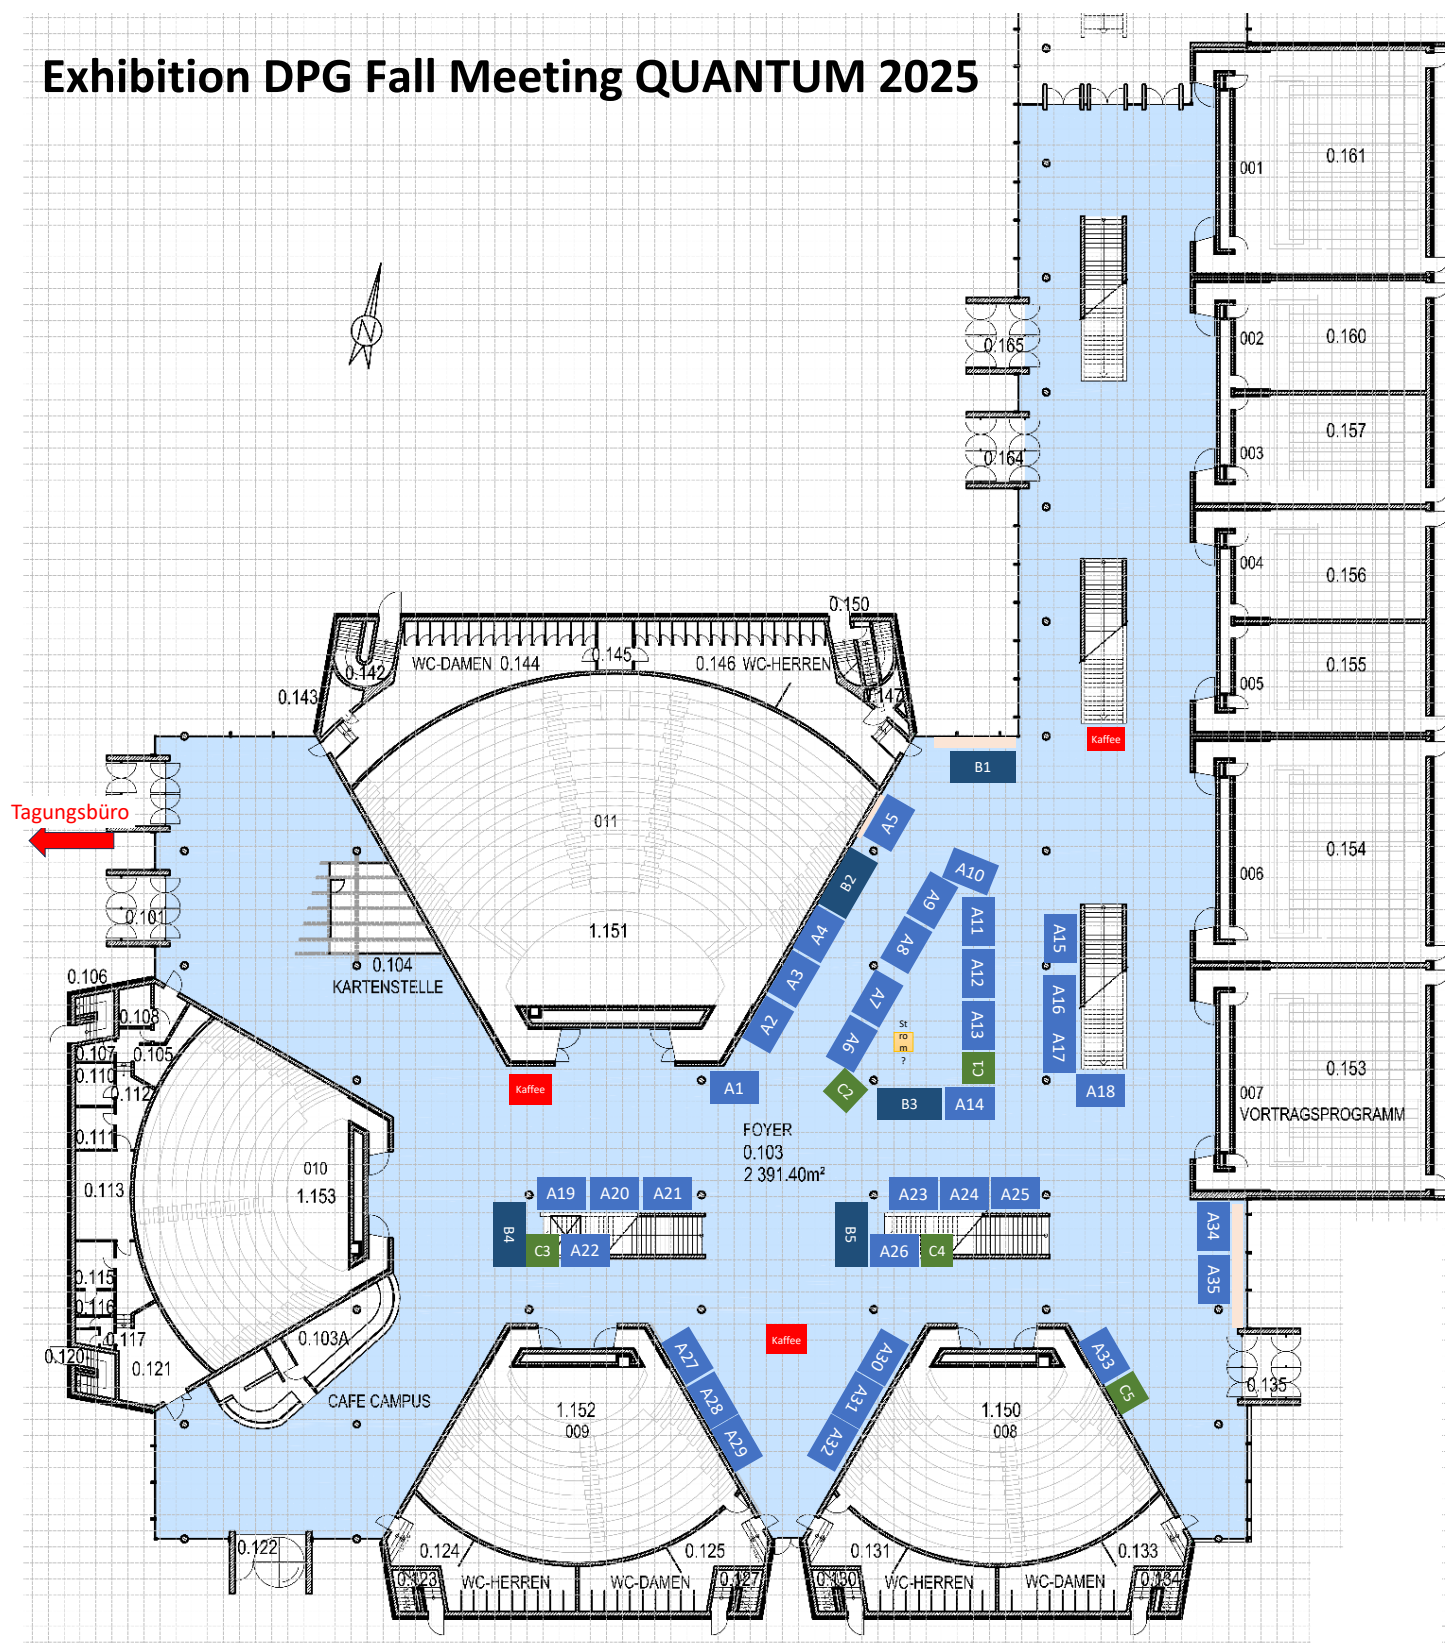 Exhibition DPG Fall Meeting QUANTUM 2025
001
0.161
002
0.160
0.165
0.157
003
0.164
N
004
0.156
0.150
0.145
WC-DAMEN 0.144
0.146 WC-HERREN
0.142
0.155
005
0.143
0.147
Kaffee
B1
Tagungsbüro
011
A5
0.154
006
B2
A10
A9
0.101
1.151
A4
A8
A11
A15
0.104
KARTENSTELLE
0.106
A3
A12
A7
A16
0.108
A2
A6
St
ro
m
?
A13
A17
0.107
0.105
0.110
0.112
C1
0.153
Kaffee
A1
C2
B3
A14
A18
007
VORTRAGSPROGRAMM
0.111
FOYER
0.103
2 391.40m²
010
1.153
0.113
A19
A20
A21
A23
A24
A25
A34
B4
C3
A22
B5
A26
C4
0.115
A35
0.116
0.117
0.103A
Kaffee
A27
A30
A33
0.120
0.121
0.135
C5
CAFE CAMPUS
A28
A31
1.152
009
1.150
008
A29
A32
0.122
0.124
0.125
0.131
0.133
0.123
WC-HERREN
WC-DAMEN
0.127
0.130
WC-HERREN
WC-DAMEN
0.134